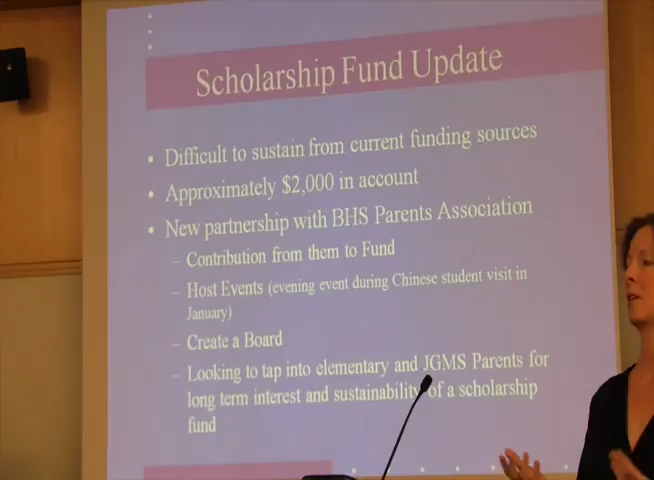 Scholarship Fund Update
• Difficult to sustain from current funding sources
• Approximately $2,000 in account
• New partnership with BHS Parents Association
– Contribution from them to Fund
– Host Events (evening event during Chinese student visit in
January)
– Create a Board
– Looking to tap into elementary and JGMS Parents for
long term interest and sustainability of a scholarship
fund